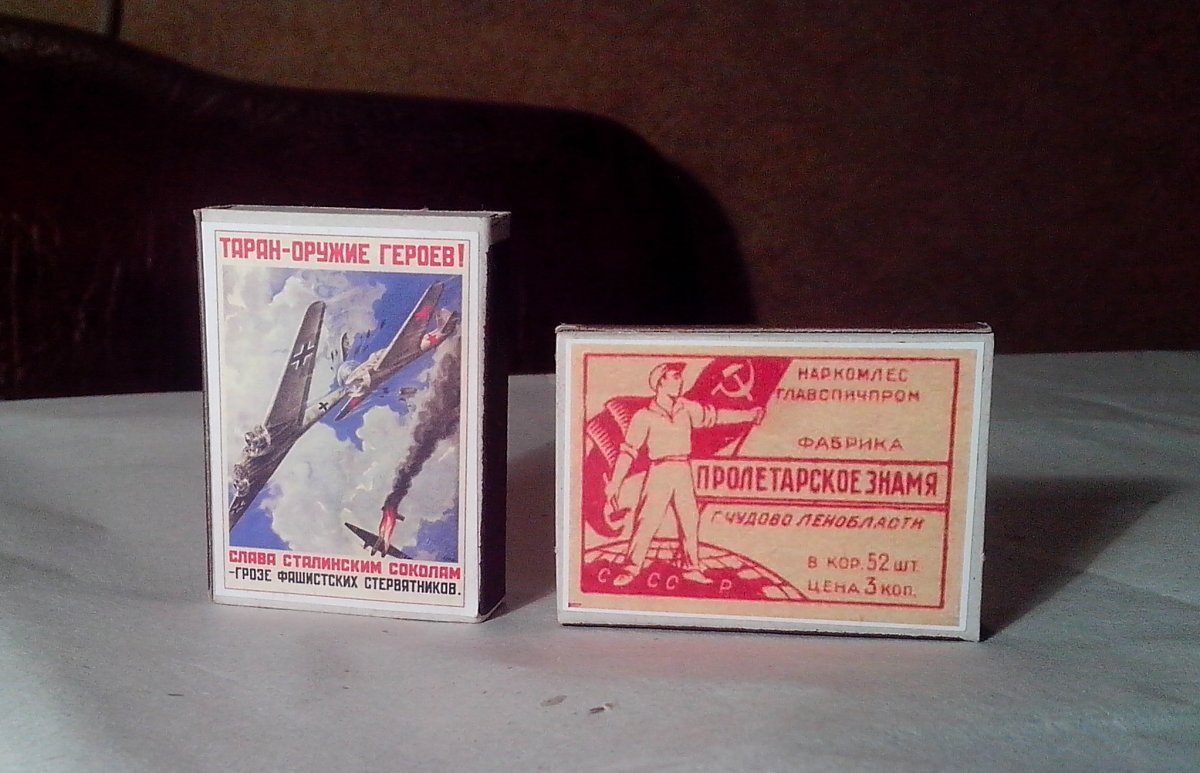 ТАРАН-ОРУЖИЕ ГЕРОЕВ!
СЛАВА СТАЛИНСКИМ СОКОЛАМ
-ГРОЗЕ ФАШИСТСКИХ СТЕРВЯТНИКОВ.
НАРКОМЛЕС
ГЛАВСПИЧПРОМ
ФАБРИКА
ПРОЛЕТАРСКОЕ ЗНАМЯ
Г.ЧУДОВО ЛЕНОБЛАСТИ
В КОР. 52 ШТ.
ЦЕНА 3 КОП.
С СС Р